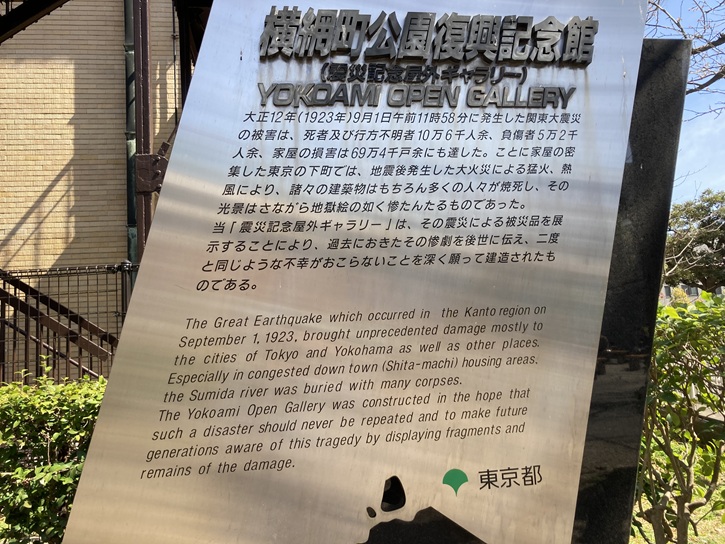 横網町公園復興記念館
(震災記念屋外ギャラリー)
YOKOAMI OPEN GALLERY
大正12年(1923年)9月1日午前11時58分に発生した関東大震災
の被害は、死者及び行方不明者10万6千人余、負傷者5万2千
人余、家屋の損害は69万4千戸余にも達した。ことに家屋の密
集した東京の下町では、地震後発生した大火災による猛火、熱
風により、諸々の建築物はもちろん多くの人々が焼死し、その
光景はさながら地獄絵の如く惨たんたるものであった。
当「震災記念屋外ギャラリー」は、その震災による被災品を展
示することにより、過去におきたその惨劇を後世に伝え、二度
と同じような不幸がおこらないことを深く願って建造されたも
のである。
The Great Earthquake which occurred in the Kanto region on
September 1, 1923, brought unprecedented damage mostly to
the cities of Tokyo and Yokohama as well as other places.
Especially in congested down town (Shita-machi) housing areas.
the Sumida river was buried with many corpses.
The Yokoami Open Gallery was constructed in the hope that
such a disaster should never be repeated and to make future
generations aware of this tragedy by displaying fragments and
remains of the damage.
東京都